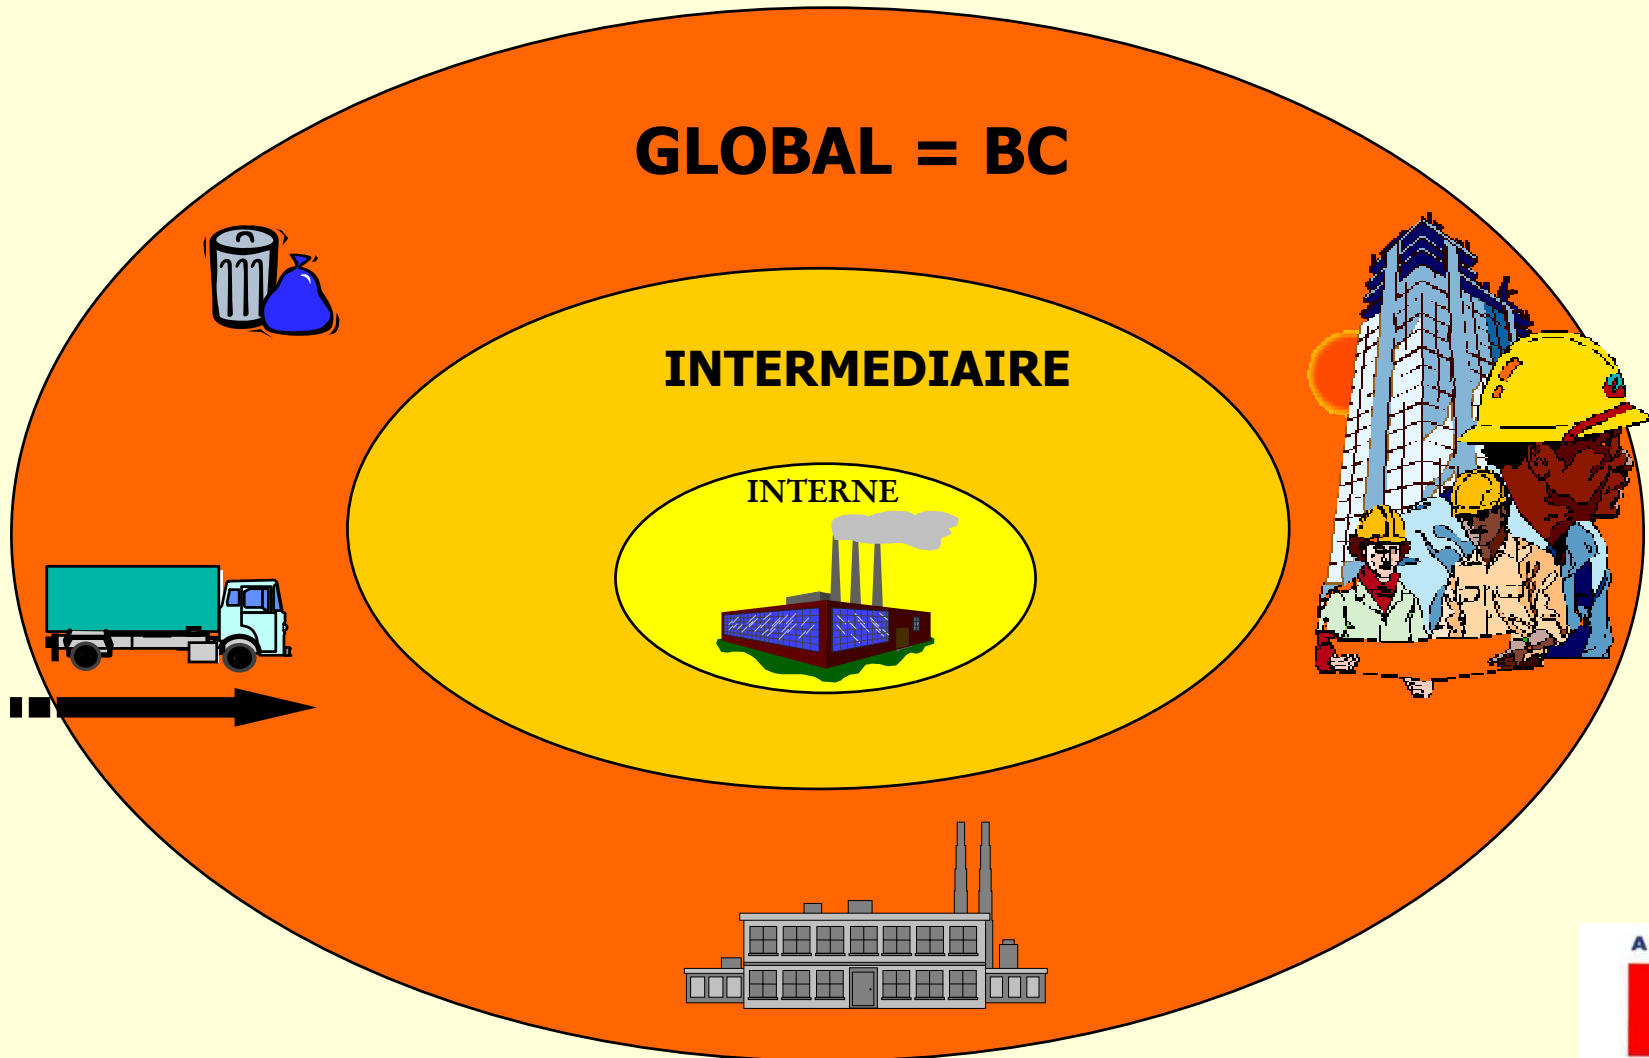 GLOBAL = BC
INTERMEDIAIRE
INTERNE
A